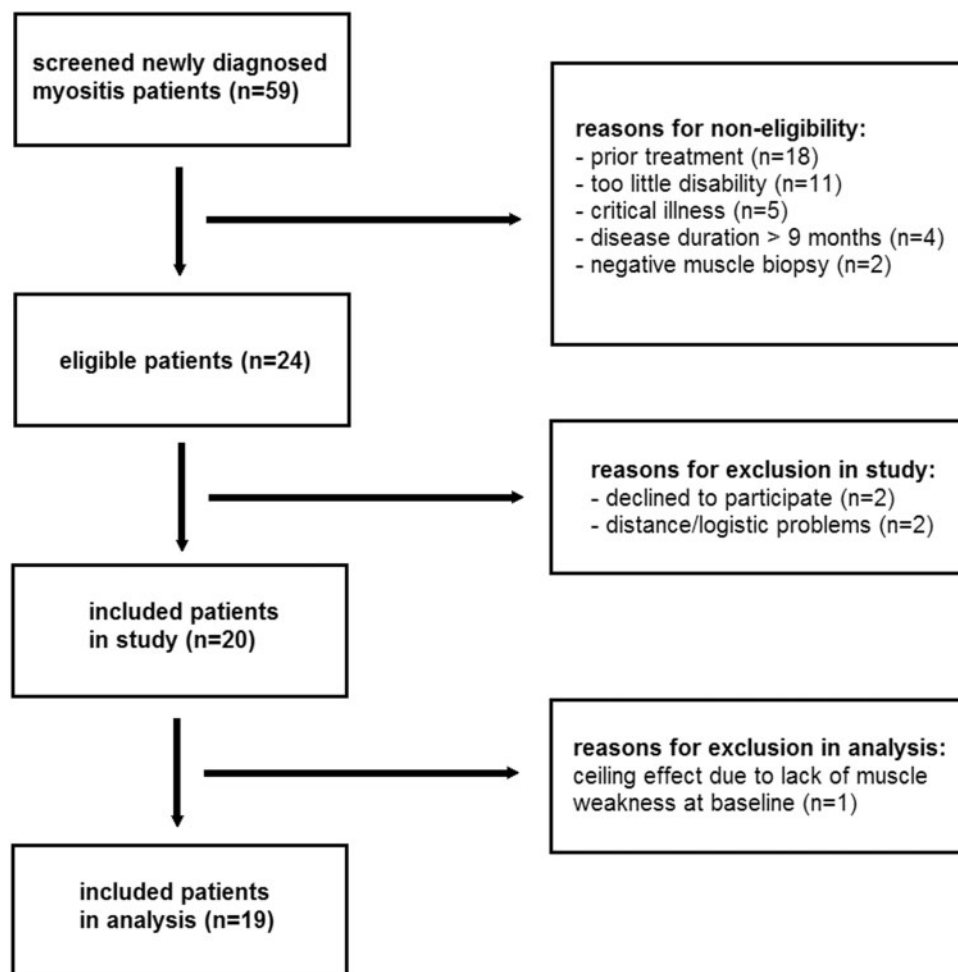 screened newly diagnosed
myositis patients (n=59)
reasons for non-eligibility:
- prior treatment (n=18)
- too little disability (n=11)
- critical illness (n=5)
- disease duration > 9 months (n=4)
- negative muscle biopsy (n=2)
eligible patients (n=24)
reasons for exclusion in study:
- declined to participate (n=2)
- distance/logistic problems (n=2)
included patients
in study (n=20)
reasons for exclusion in analysis:
ceiling effect due to lack of muscle
weakness at baseline (n=1)
included patients
in analysis (n=19)